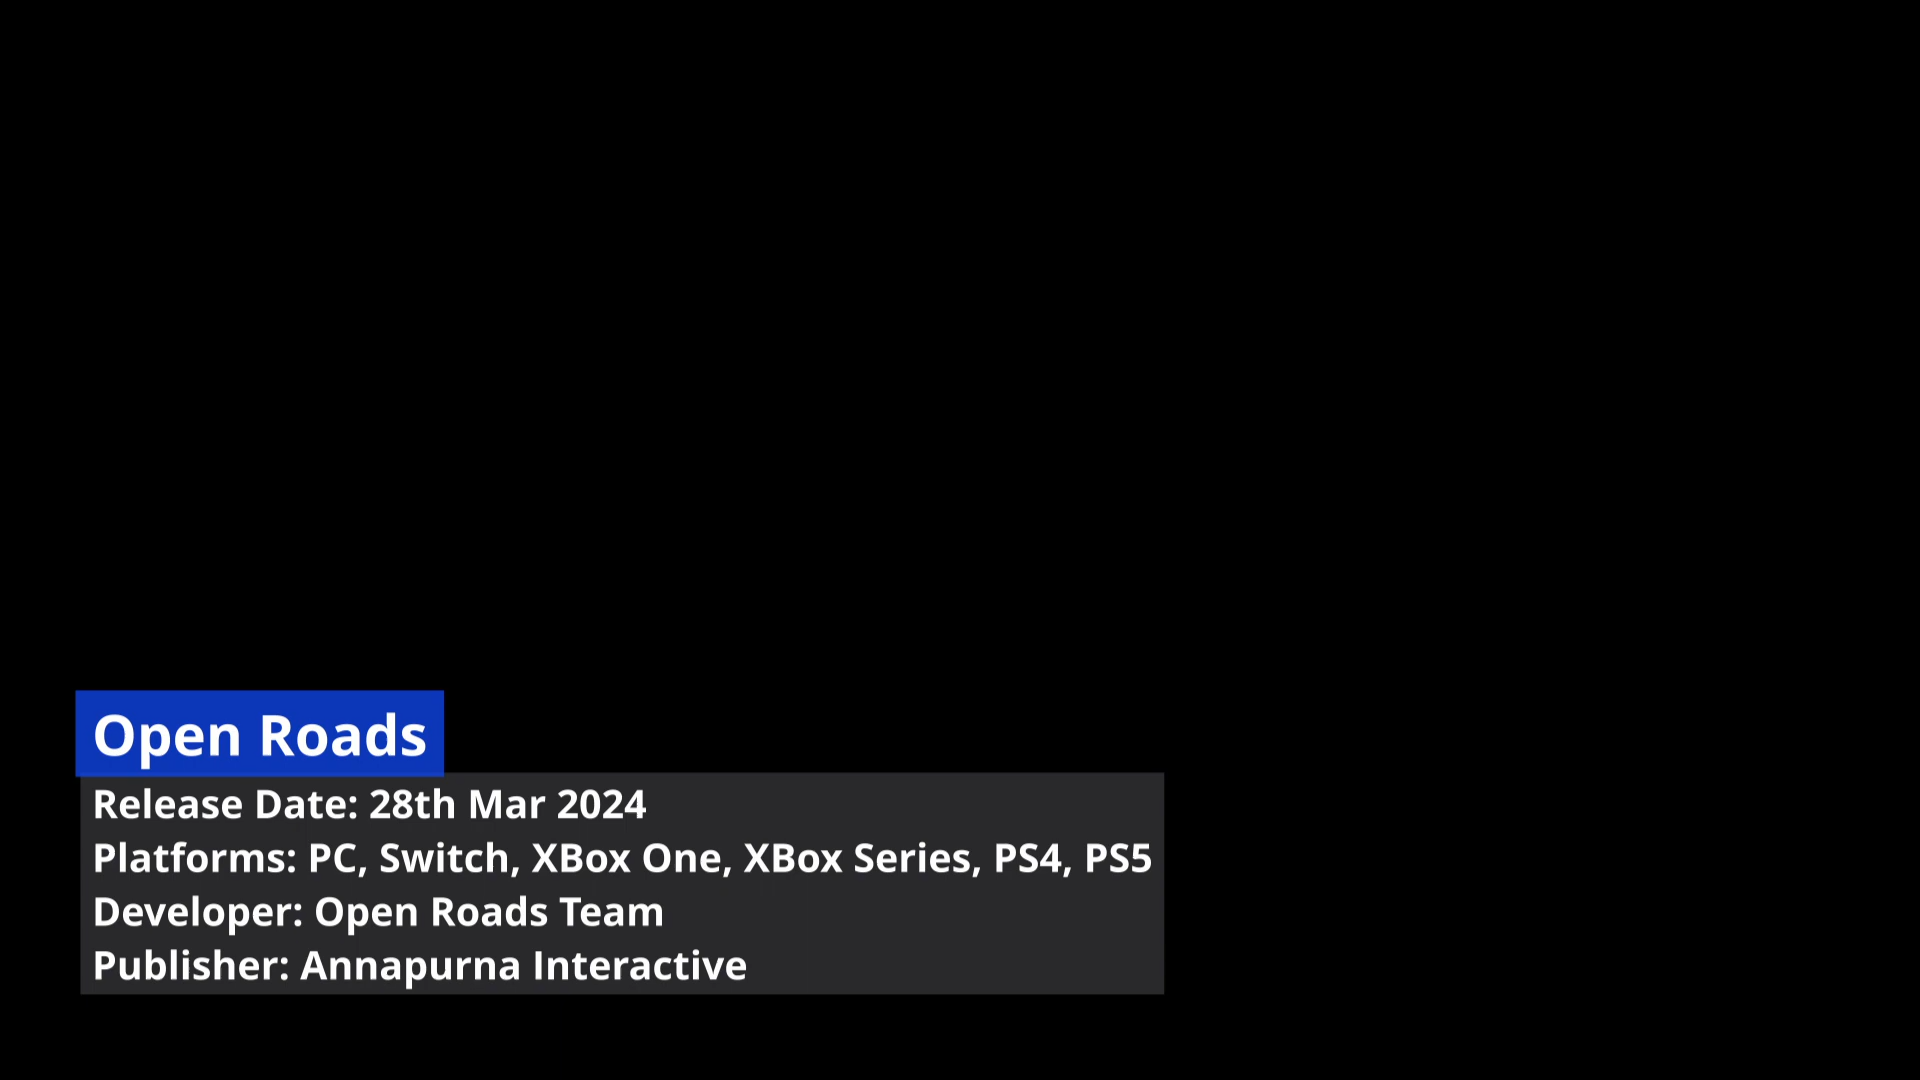 Open Roads
Release Date: 28th Mar 2024
Platforms: PC, Switch, XBox One, XBox Series, PS4, PS5
Developer: Open Roads Team
Publisher: Annapurna Interactive